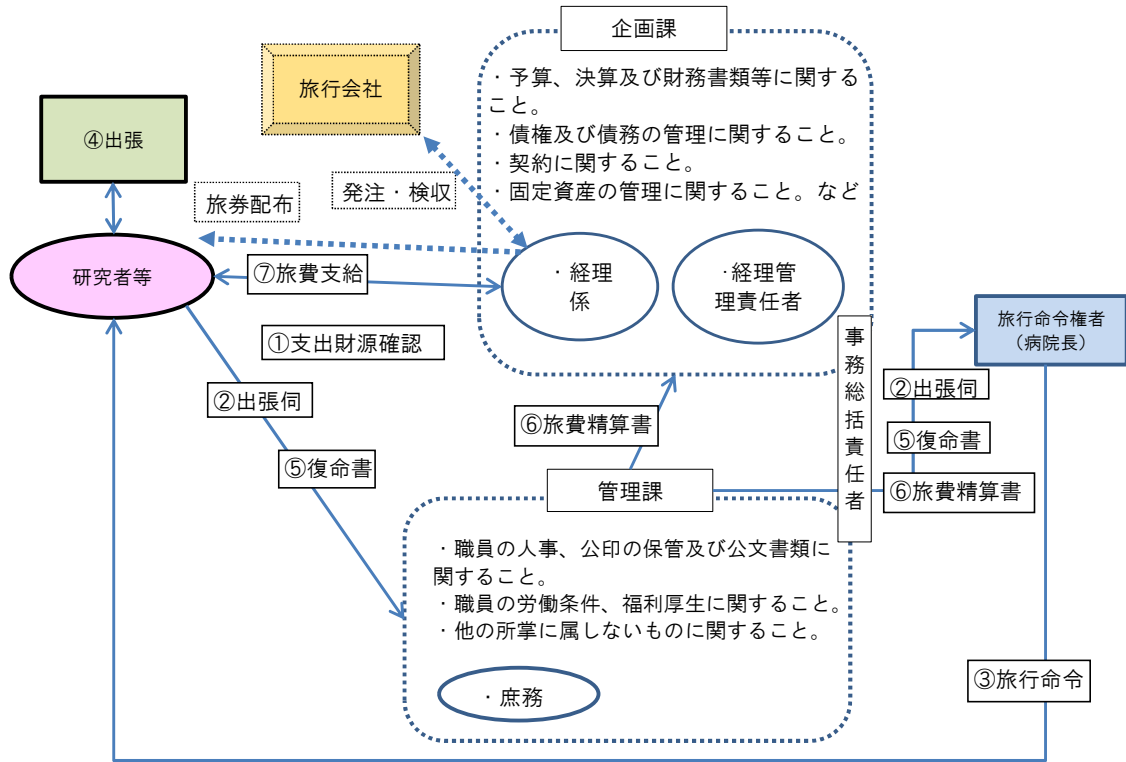 企画課
旅行会社
・予算、決算及び財務書類等に関する
こと。
・債権及び債務の管理に関すること。
・契約に関すること。
・固定資産の管理に関すること。など
④出張
発注・検収
旅券配布
研究者等
⑦旅費支給
・経理
係
・経理管
理責任者
旅行命令権者
（病院長）
①支出財源確認
事務総括責任者
②出張伺
②出張伺
⑥旅費精算書
⑤復命書
⑤復命書
管理課
⑥旅費精算書
・職員の人事、公印の保管及び公文書類に
関すること。
・職員の労働条件、福利厚生に関すること。
・他の所掌に属しないものに関すること。
③旅行命令
・庶務